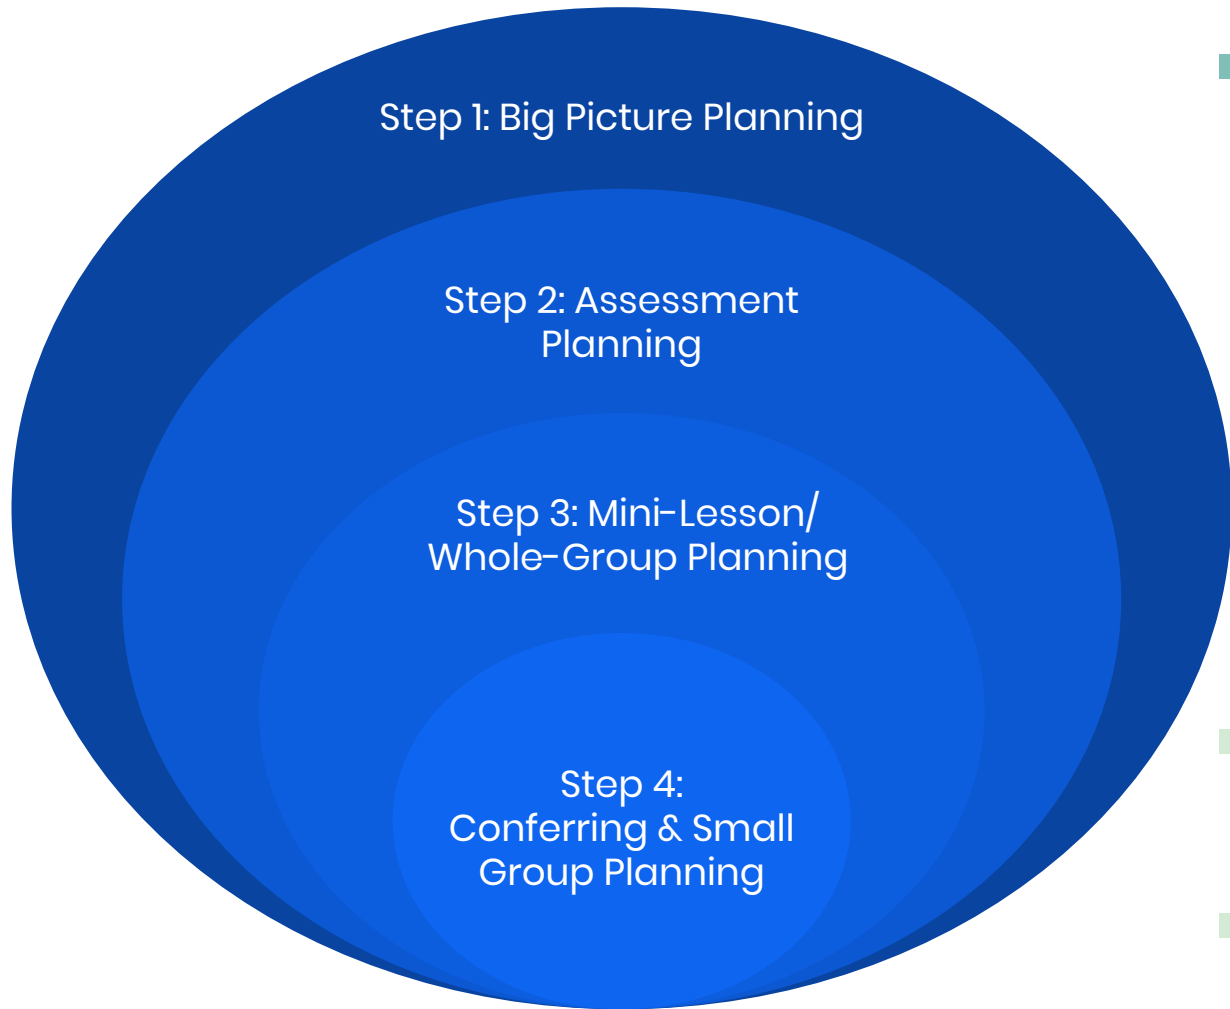 Step 1: Big Picture Planning
Step 2: Assessment
Planning
Step 3: Mini-Lesson/
Whole-Group Planning
Step 4:
Conferring & Small
Group Planning